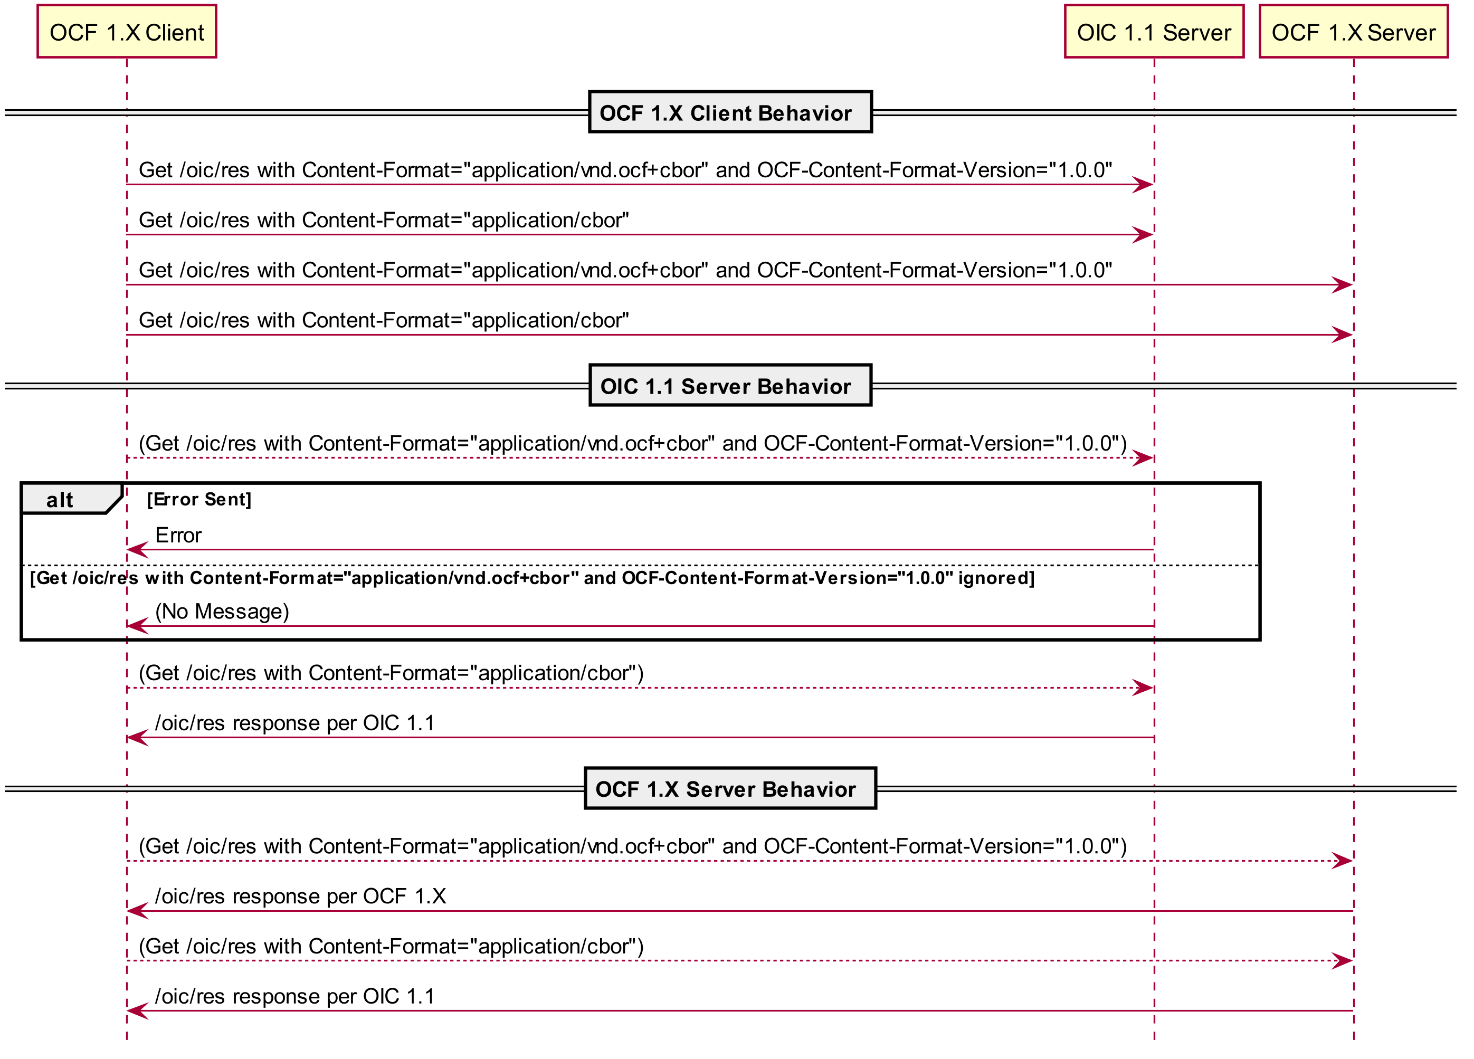 OCF 1.X Client
OIC 1.1 Server
OCF 1.X Server
OCF 1.X Client Behavior
Get /oic/res with Content-Format="application/vnd.ocf+cbor" and OCF-Content-Format-Version="1.0.0"
Get /oic/res with Content-Format="application/cbor"
Get /oic/res with Content-Format="application/vnd.ocf+cbor" and OCF-Content-Format-Version="1.0.0"
Get /oic/res with Content-Format="application/cbor"
OIC 1.1 Server Behavior
(Get /oic/res with Content-Format="application/vnd.ocf+cbor" and OCF-Content-Format-Version="1.0.0")
alt
[Error Sent]
Error
[Get /oic/res with Content-Format="application/vnd.ocf+cbor" and OCF-Content-Format-Version="1.0.0" ignored]
(No Message)
(Get /oic/res with Content-Format="application/cbor")
/oic/res response per OIC 1.1
OCF 1.X Server Behavior
(Get /oic/res with Content-Format="application/vnd.ocf+cbor" and OCF-Content-Format-Version="1.0.0")
/oic/res response per OCF 1.X
(Get /oic/res with Content-Format="application/cbor")
/oic/res response per OIC 1.1